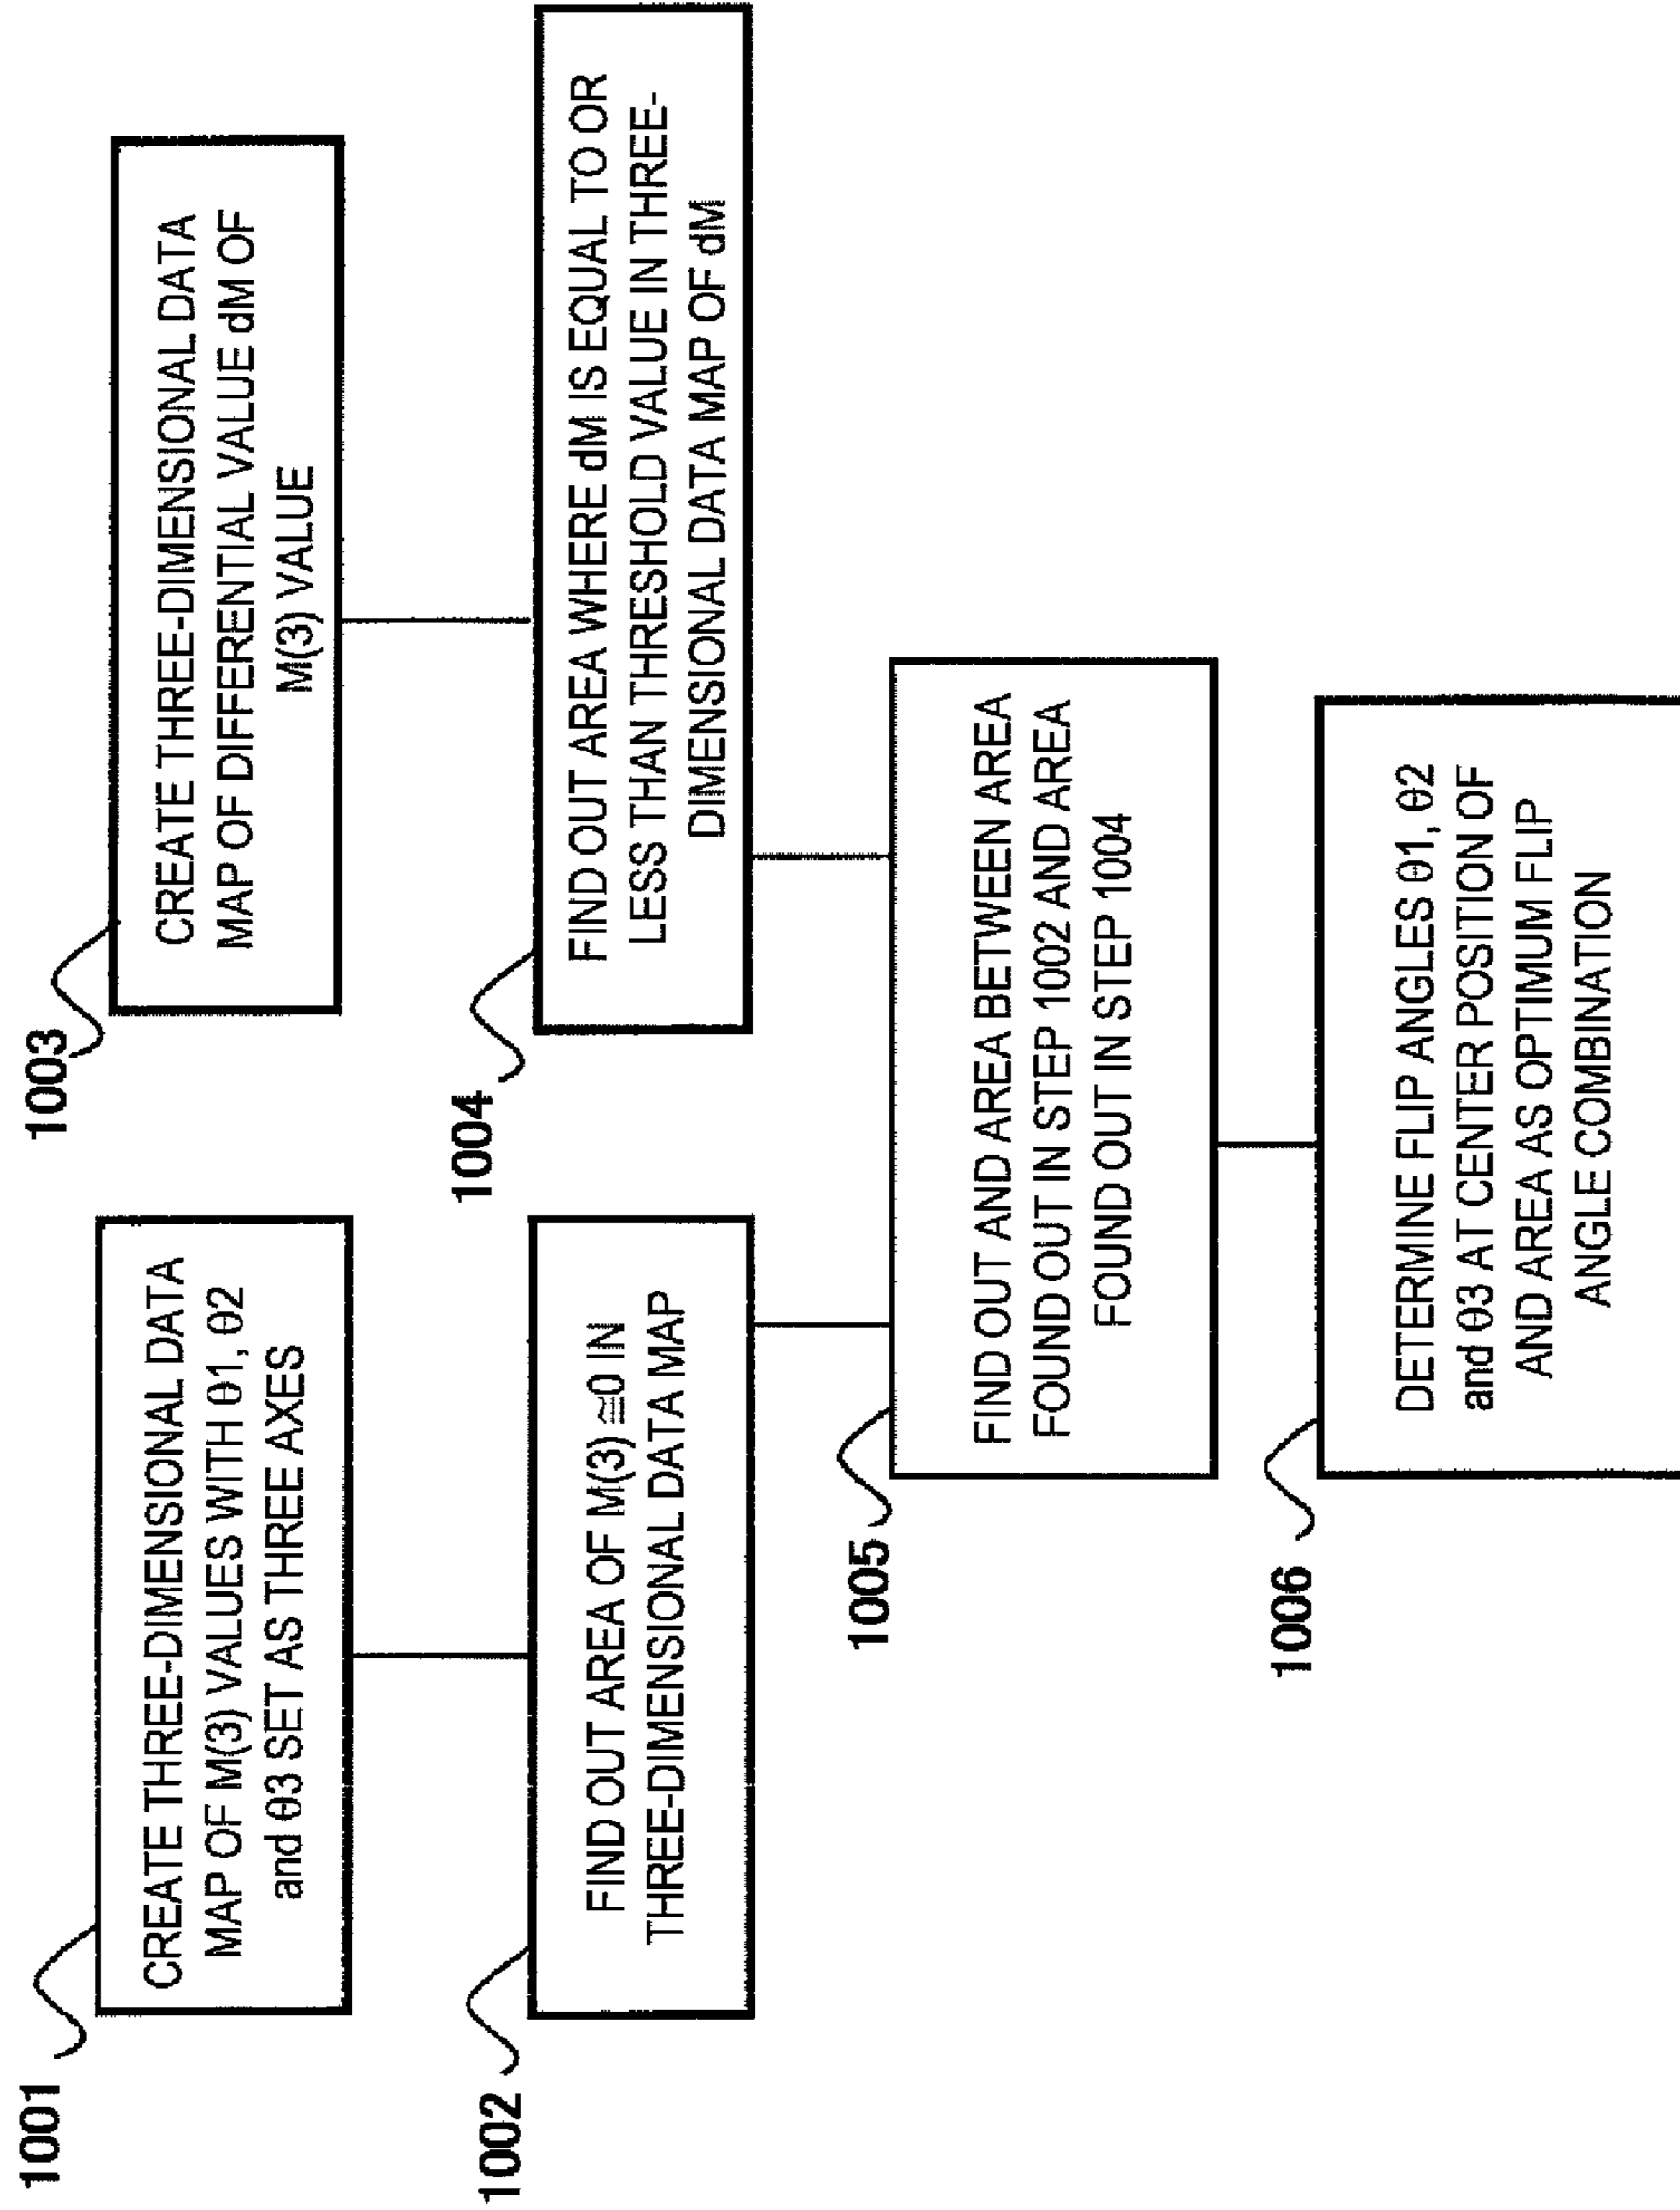 1001
CREATE THREE-DIMENSIONAL DATA
MAP OF M(3) VALUES WITH θ1, θ2
and θ3 SET AS THREE AXES
1002
FIND OUT AREA OF M(3) ≅0 IN
THREE-DIMENSIONAL DATA MAP
1003
CREATE THREE-DIMENSIONAL DATA
MAP OF DIFFERENTIAL VALUE dM OF
M(3) VALUE
1004
FIND OUT AREA WHERE dM IS EQUAL TO OR
LESS THAN THRESHOLD VALUE IN THREE-
DIMENSIONAL DATA MAP OF dM
1005
FIND OUT AND AREA BETWEEN AREA
FOUND OUT IN STEP 1002 AND AREA
FOUND OUT IN STEP 1004
1006
DETERMINE FLIP ANGLES θ1, θ2
and θ3 AT CENTER POSITION OF
AND AREA AS OPTIMUM FLIP
ANGLE COMBINATION